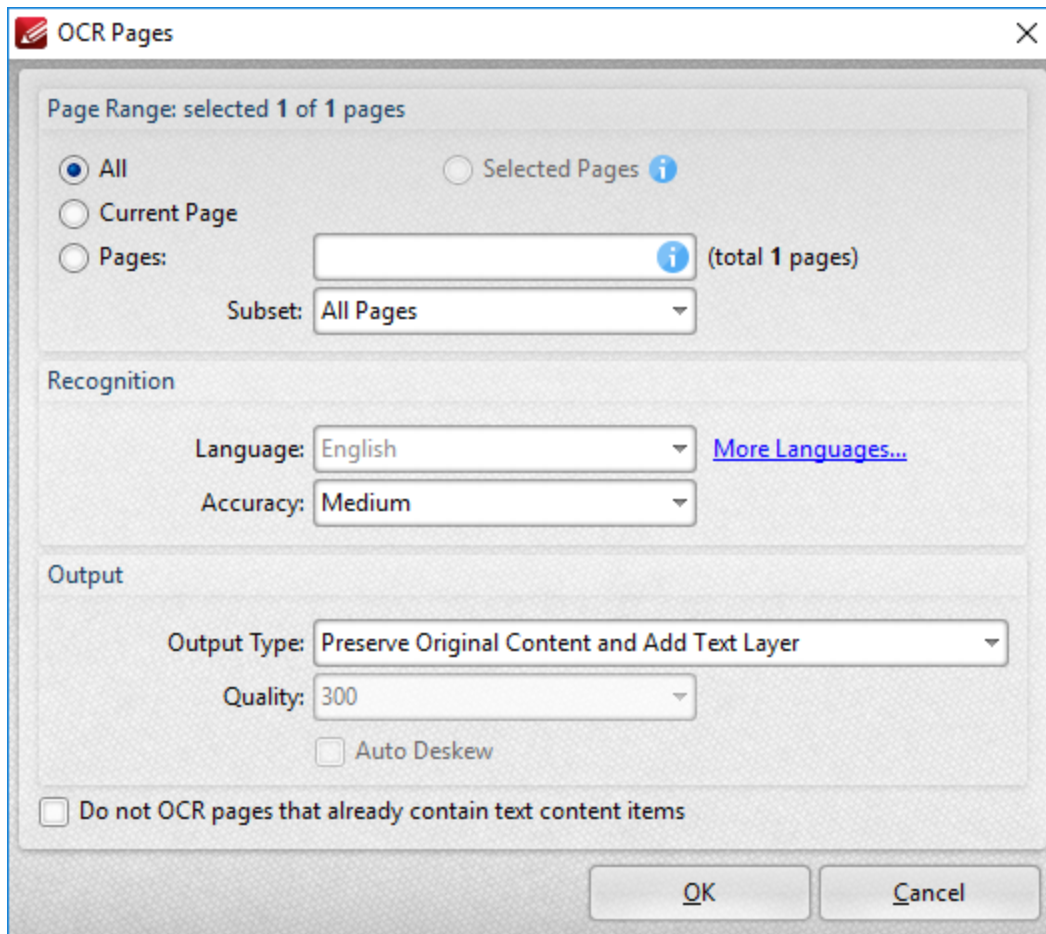 OCR Pages
Page Range: selected 1 of 1 pages
All Selected Pages
Current Page
Pages: (total 1 pages)
Subset: All Pages
Recognition
Language: English More Languages...
Accuracy: Medium
Output
Output Type: Preserve Original Content and Add Text Layer
Quality: 300
Auto Deskew
Do not OCR pages that already contain text content items
OK Cancel